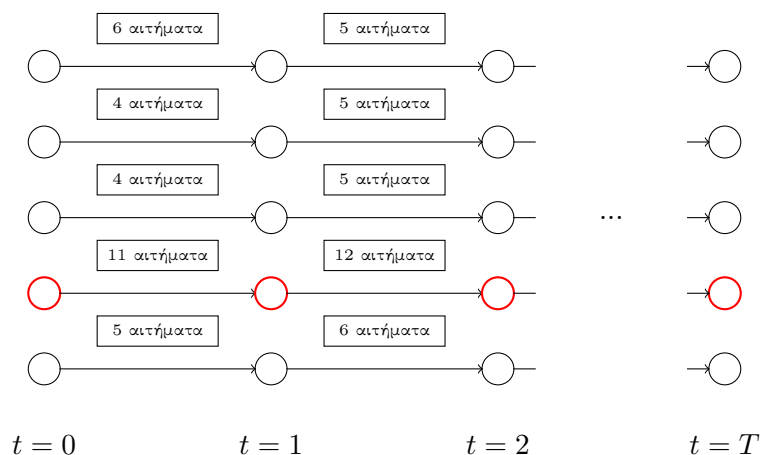 6 αιτήματα 5 αιτήματα
4 αιτήματα 5 αιτήματα
4 αιτήματα 5 αιτήματα
...
11 αιτήματα 12 αιτήματα
5 αιτήματα 6 αιτήματα
t = 0 t = 1 t = 2 t = T